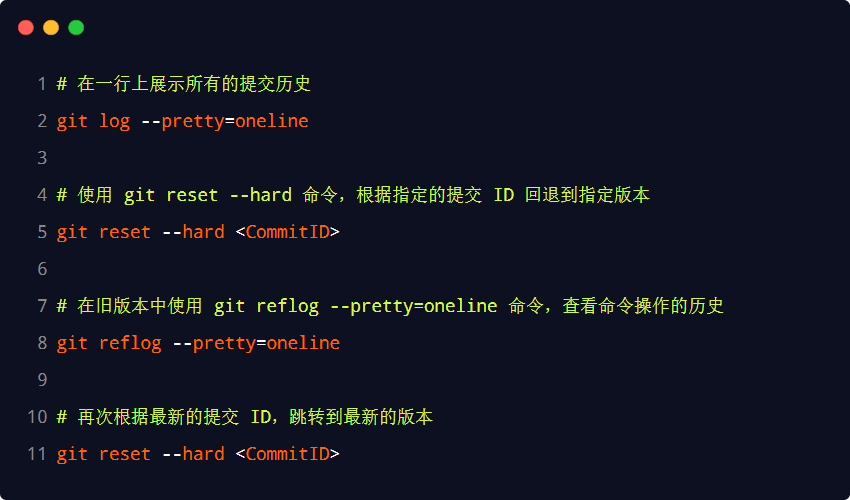 1 # 在一行上展示所有的提交历史
2 git log --pretty=oneline
3
4 # 使用 git reset --hard 命令，根据指定的提交 ID 回退到指定版本
5 git reset --hard <CommitID>
6
7 # 在旧版本中使用 git reflog --pretty=oneline 命令，查看命令操作的历史
8 git reflog --pretty=oneline
9
10 # 再次根据最新的提交 ID，跳转到最新的版本
11 git reset --hard <CommitID>